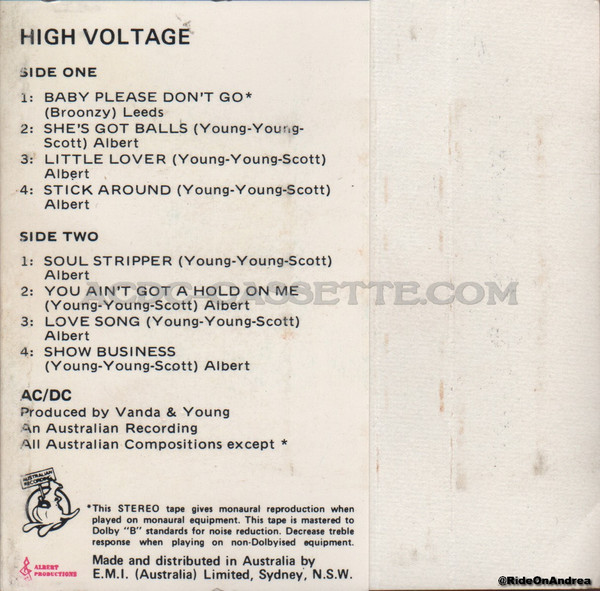 HIGH VOLTAGE
SIDE ONE
1: BABY PLEASE DON'T GO*
(Broonzy) Leeds
2: SHE'S GOT BALLS (Young-Young-
Scott) Albert
3: LITTLE LOVER (Young-Young-Scott)
Albert
4: STICK AROUND (Young-Young-Scott)
Albert
SIDE TWO
1: SOUL STRIPPER (Young-Young-Scott)
Albert
2: YOU AIN'T GOT A HOLD ON ME
(Young-Young-Scott) Albert
ACDC-CASSETTE.COM
3: LOVE SONG (Young-Young-Scott)
Albert
4: SHOW BUSINESS
(Young-Young-Scott) Albert
AC/DC
Produced by Vanda & Young
An Australian Recording
All Australian Compositions except *
AUSTRALIAN
RECORDING
*This STEREO tape gives monaural reproduction when
played on monaural equipment. This tape is mastered to
Dolby "B" standards for noise reduction. Decrease treble
response when playing on non-Dolbyised equipment.
ALBERT
PRODUCTIONS
Made and distributed in Australia by
E.M.I. (Australia) Limited, Sydney, N.S.W.
@RideOnAndrea